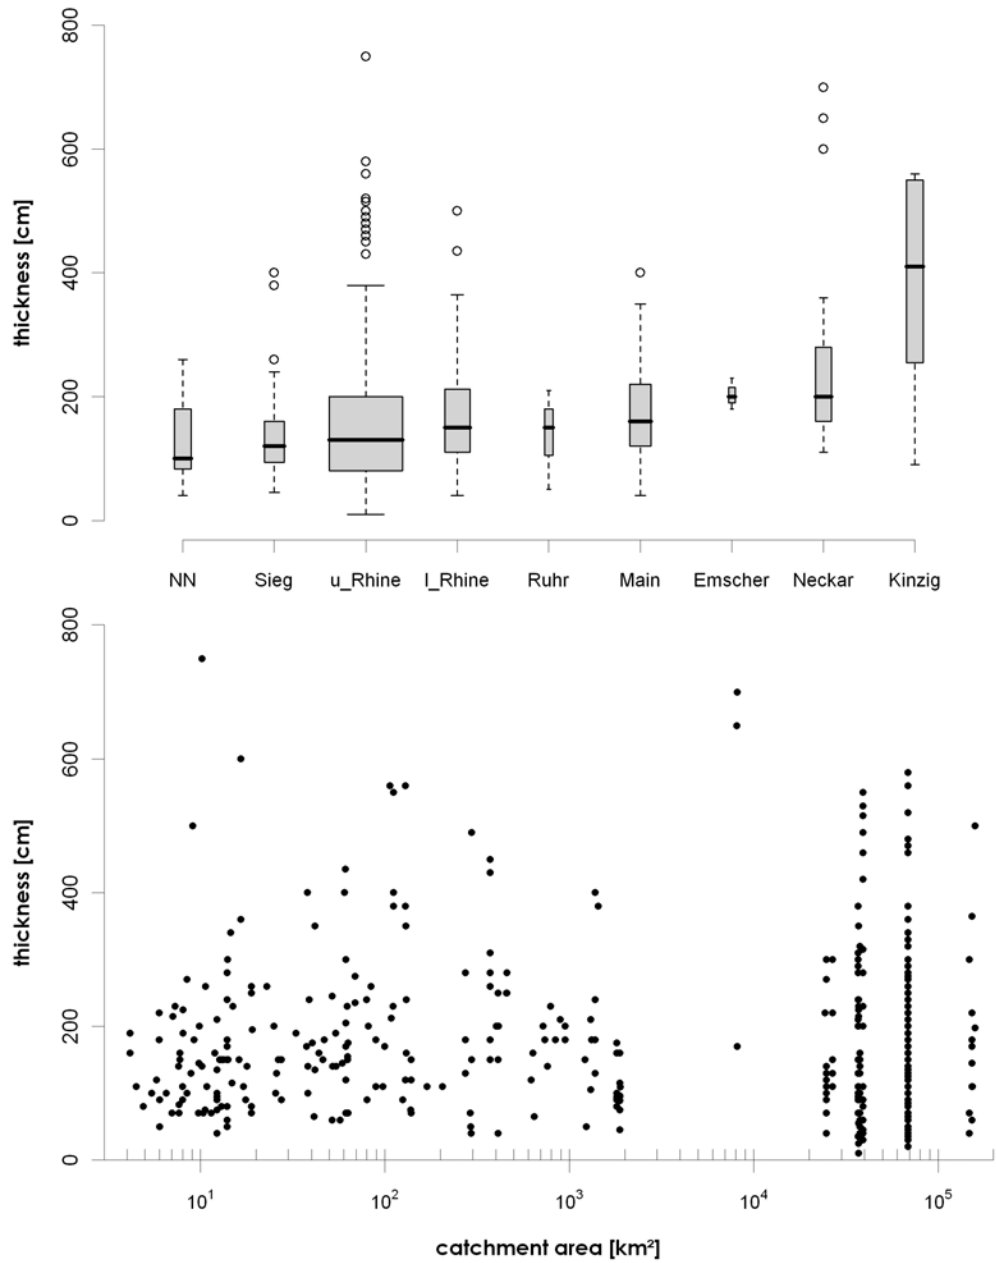 800
600
400
200
0
thickness [cm]
NN Sieg u_Rhine l_Rhine Ruhr Main Emscher Neckar Kinzig
800
600
400
200
0
thickness [cm]
10¹ 10² 10³ 10⁴ 10⁵
catchment area [km²]